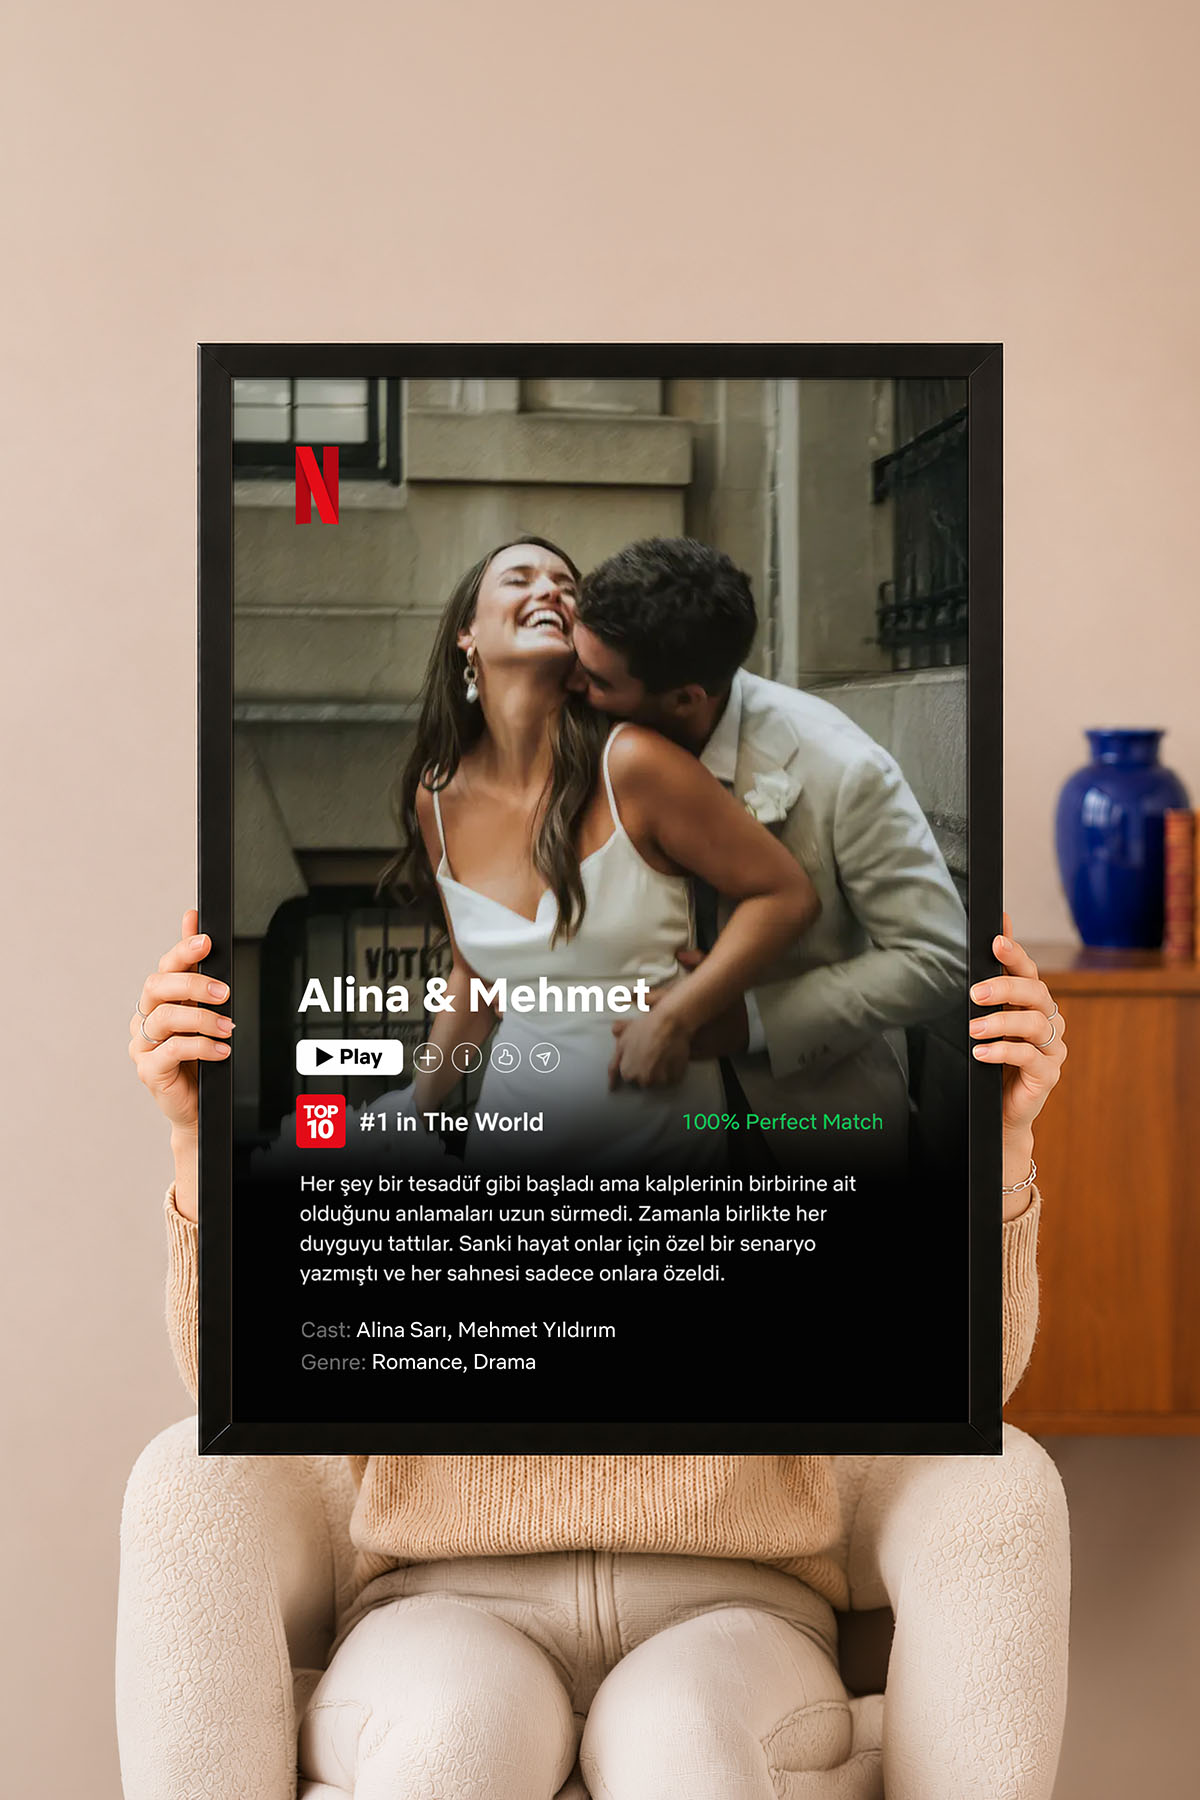 N
VOTE!
Alina & Mehmet
Play
TOP
10
#1 in The World
100% Perfect Match
Her şey bir tesadüf gibi başladı ama kalplerinin birbirine ait
olduğunu anlamaları uzun sürmedi. Zamanla birlikte her
duyguyu tattılar. Sanki hayat onlar için özel bir senaryo
yazmıştı ve her sahnesi sadece onlara özeldi.
Cast: Alina Sarı, Mehmet Yıldırım
Genre: Romance, Drama